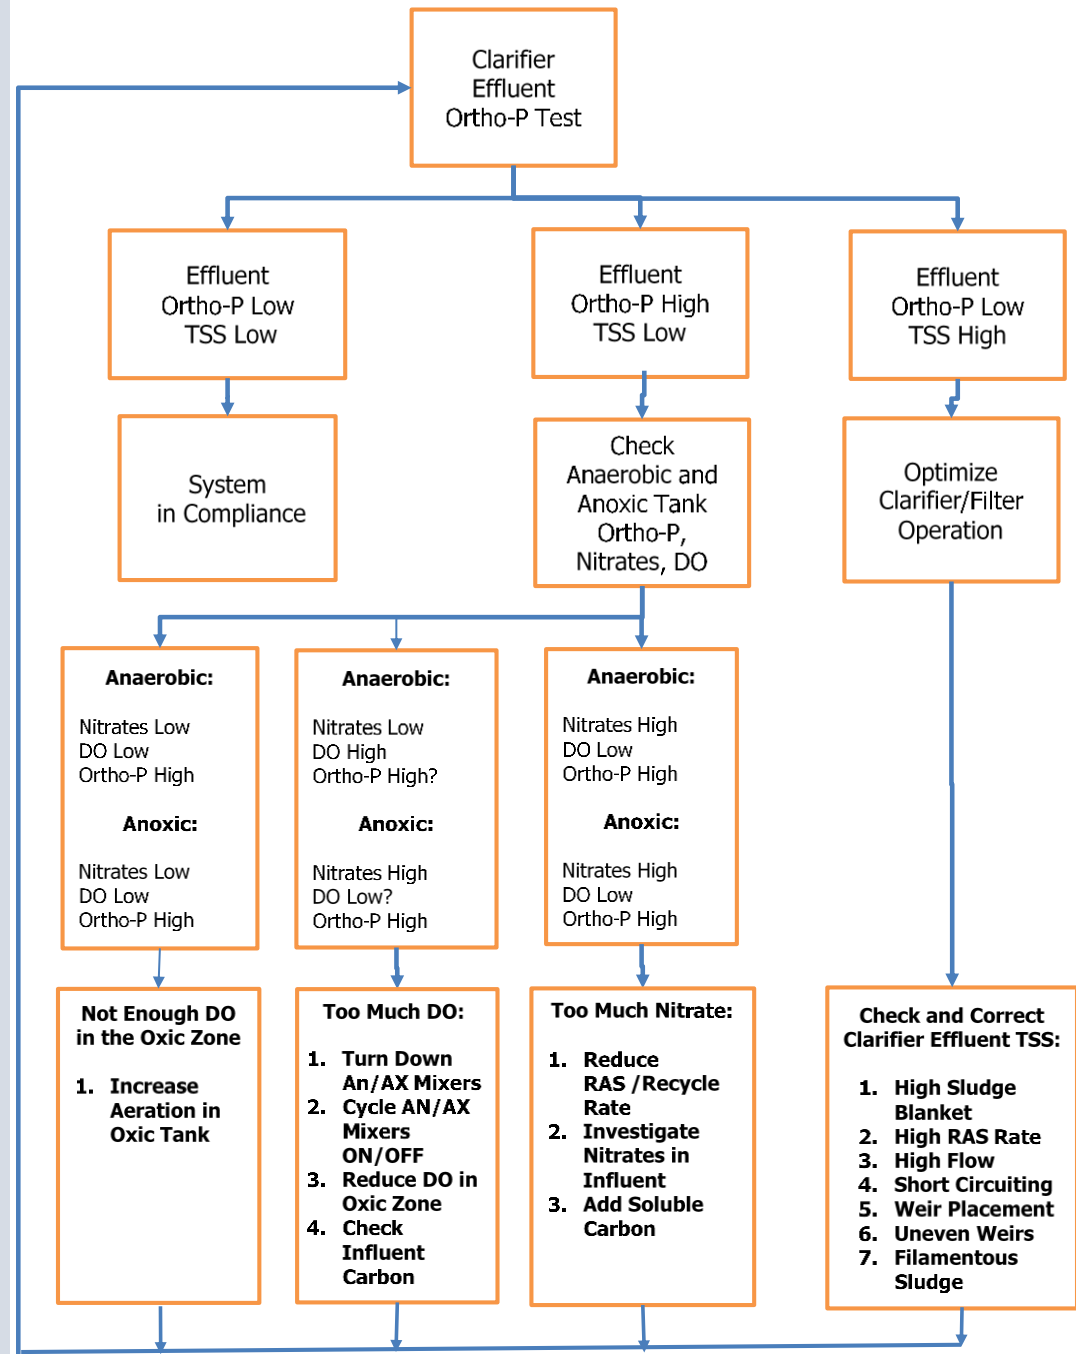 Clarifier
Effluent
Ortho-P Test
Effluent
Ortho-P Low
TSS Low
Effluent
Ortho-P High
TSS Low
Effluent
Ortho-P Low
TSS High
System
in Compliance
Check
Anaerobic and
Anoxic Tank
Ortho-P,
Nitrates, DO
Optimize
Clarifier/Filter
Operation
Anaerobic:
Nitrates Low
DO Low
Ortho-P High
Anoxic:
Nitrates Low
DO Low
Ortho-P High
Anaerobic:
Nitrates Low
DO High
Ortho-P High?
Anoxic:
Nitrates High
DO Low?
Ortho-P High
Anaerobic:
Nitrates High
DO Low
Ortho-P High
Anoxic:
Nitrates High
DO Low
Ortho-P High
Not Enough DO
in the Oxic Zone
1. Increase
Aeration in
Oxic Tank
Too Much DO:
1. Turn Down
An/AX Mixers
2. Cycle AN/AX
Mixers
ON/OFF
3. Reduce DO in
Oxic Zone
4. Check
Influent
Carbon
Too Much Nitrate:
1. Reduce
RAS /Recycle
Rate
2. Investigate
Nitrates in
Influent
3. Add Soluble
Carbon
Check and Correct
Clarifier Effluent TSS:
1. High Sludge
Blanket
2. High RAS Rate
3. High Flow
4. Short Circuiting
5. Weir Placement
6. Uneven Weirs
7. Filamentous
Sludge